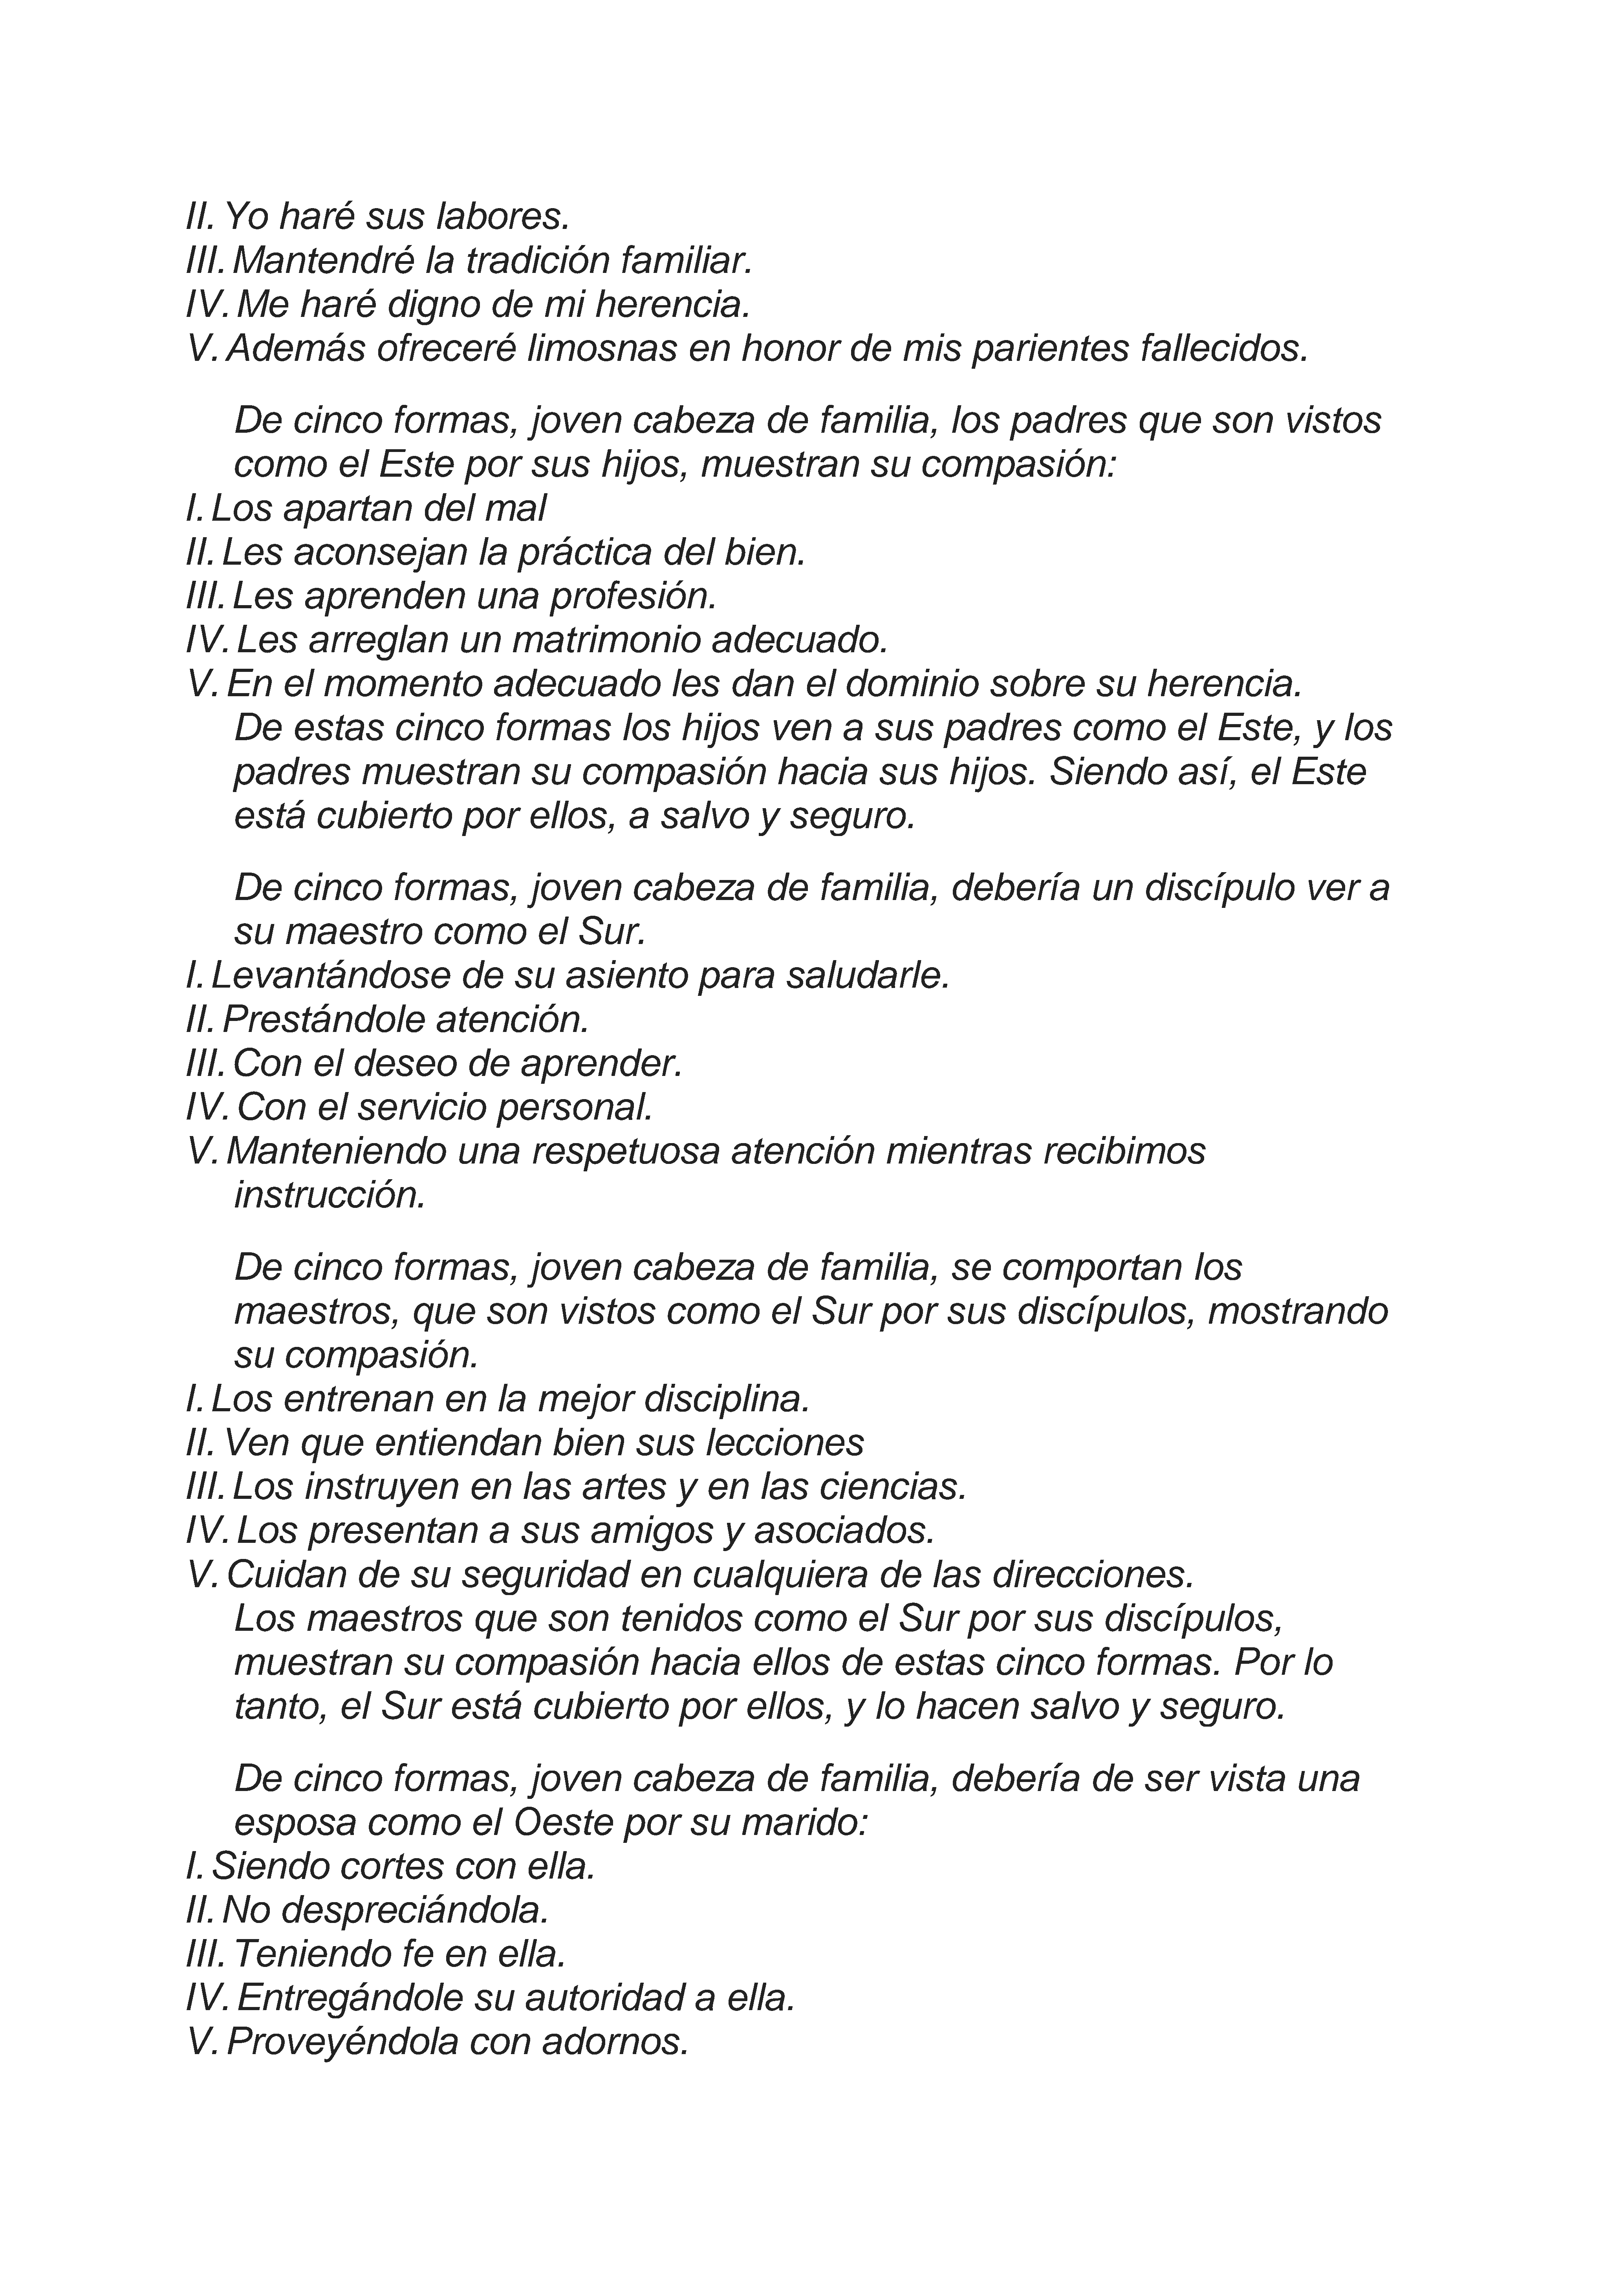 II. Yo haré sus labores.
III. Mantendré la tradición familiar.
IV. Me haré digno de mi herencia.
V. Además ofreceré limosnas en honor de mis parientes fallecidos.
De cinco formas, joven cabeza de familia, los padres que son vistos
como el Este por sus hijos, muestran su compasión:
I. Los apartan del mal
II. Les aconsejan la práctica del bien.
III. Les aprenden una profesión.
IV. Les arreglan un matrimonio adecuado.
V. En el momento adecuado les dan el dominio sobre su herencia.
De estas cinco formas los hijos ven a sus padres como el Este, y los
padres muestran su compasión hacia sus hijos. Siendo así, el Este
está cubierto por ellos, a salvo y seguro.
De cinco formas, joven cabeza de familia, debería un discípulo ver a
su maestro como el Sur.
I. Levantándose de su asiento para saludarle.
II. Prestándole atención.
III. Con el deseo de aprender.
IV. Con el servicio personal.
V. Manteniendo una respetuosa atención mientras recibimos
instrucción.
De cinco formas, joven cabeza de familia, se comportan los
maestros, que son vistos como el Sur por sus discípulos, mostrando
su compasión.
I. Los entrenan en la mejor disciplina.
II. Ven que entiendan bien sus lecciones
III. Los instruyen en las artes y en las ciencias.
IV. Los presentan a sus amigos y asociados.
V. Cuidan de su seguridad en cualquiera de las direcciones.
Los maestros que son tenidos como el Sur por sus discípulos,
muestran su compasión hacia ellos de estas cinco formas. Por lo
tanto, el Sur está cubierto por ellos, y lo hacen salvo y seguro.
De cinco formas, joven cabeza de familia, debería de ser vista una
esposa como el Oeste por su marido:
I. Siendo cortes con ella.
II. No despreciándola.
III. Teniendo fe en ella.
IV. Entregándole su autoridad a ella.
V. Proveyéndola con adornos.